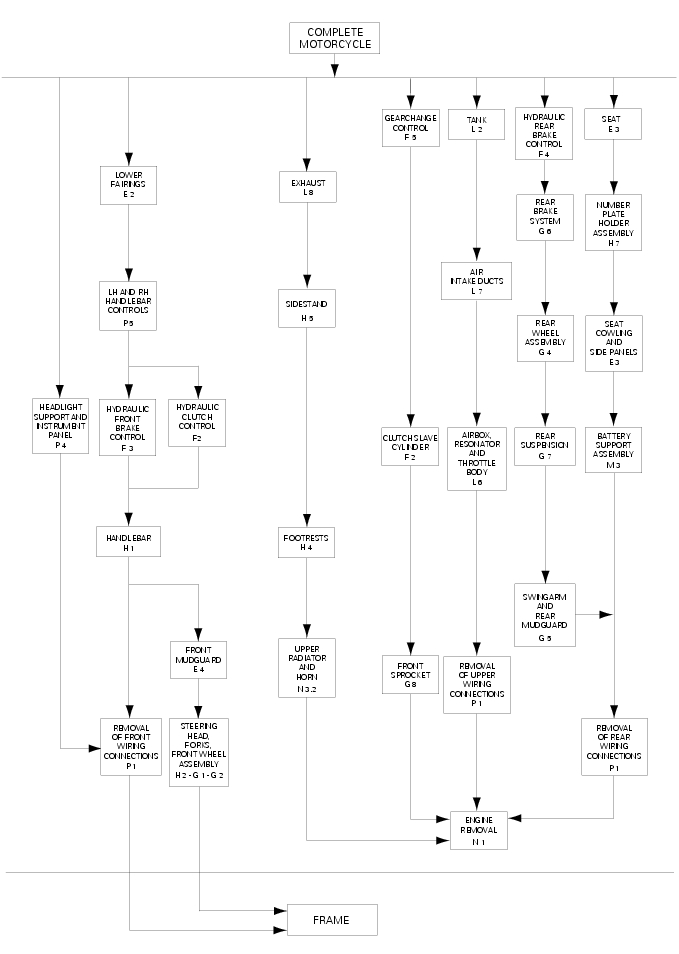 COMPLETE
MOTORCYCLE
GEARCHANGE
CONTROL
F 5
TANK
L 2
HYDRAULIC
REAR
BRAKE
CONTROL
F 4
SEAT
E 3
LOWER
FAIRINGS
E 2
EXHAUST
L 8
REAR
BRAKE
SYSTEM
G 6
NUMBER
PLATE
HOLDER
ASSEMBLY
H 7
AIR
INTAKE DUCTS
L 7
LH AND RH
HANDLEBAR
CONTROLS
P5
SIDESTAND
H 5
REAR
WHEEL
ASSEMBLY
G 4
SEAT
COWLING
AND
SIDE PANELS
E 3
HEADLIGHT
SUPPORT AND
INSTRUMENT
PANEL
P 4
HYDRAULIC
FRONT
BRAKE
CONTROL
F 3
HYDRAULIC
CLUTCH
CONTROL
F2
CLUTCH SLAVE
CYLINDER
F 2
AIRBOX,
RESONATOR
AND
THROTTLE
BODY
L 6
REAR
SUSPENSION
G 7
BATTERY
SUPPORT
ASSEMBLY
M 3
HANDLEBAR
H 1
FOOTRESTS
H 4
SWINGARM
AND
REAR
MUDGUARD
G 5
FRONT
MUDGUARD
E 4
UPPER
RADIATOR
AND
HORN
N 3.2
FRONT
SPROCKET
G 8
REMOVAL
OF UPPER
WIRING
CONNECTIONS
P 1
REMOVAL
OF FRONT
WIRING
CONNECTIONS
P 1
STEERING
HEAD,
FORKS,
FRONT WHEEL
ASSEMBLY
H 2 - G 1 - G 2
REMOVAL
OF REAR
WIRING
CONNECTIONS
P 1
ENGINE
REMOVAL
N 1
FRAME